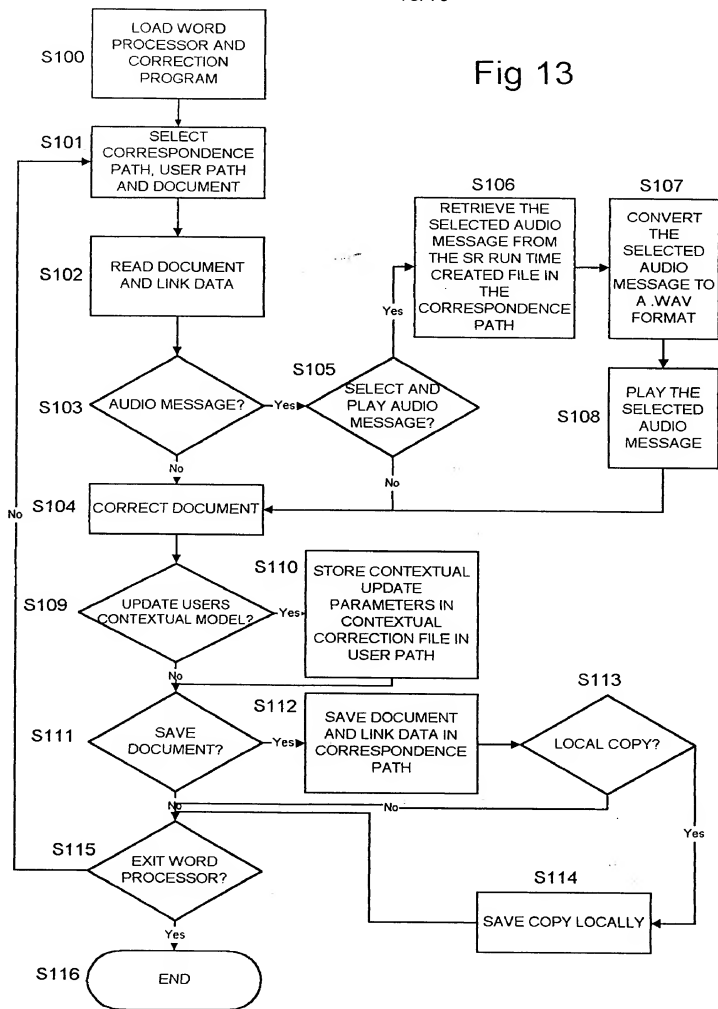 Fig 13
S100
LOAD WORD
PROCESSOR AND
CORRECTION
PROGRAM
S101
SELECT
CORRESPONDENCE
PATH, USER PATH
AND DOCUMENT
S102
READ DOCUMENT
AND LINK DATA
S103
AUDIO MESSAGE?
Yes
No
S105
SELECT AND
PLAY AUDIO
MESSAGE?
Yes
No
S106
RETRIEVE THE
SELECTED AUDIO
MESSAGE FROM
THE SR RUN TIME
CREATED FILE IN
THE
CORRESPONDENCE
PATH
S107
CONVERT
THE
SELECTED
AUDIO
MESSAGE TO
A .WAV
FORMAT
S108
PLAY THE
SELECTED
AUDIO
MESSAGE
S104
CORRECT DOCUMENT
No
S109
UPDATE USERS
CONTEXTUAL MODEL?
Yes
No
S110
STORE CONTEXTUAL
UPDATE
PARAMETERS IN
CONTEXTUAL
CORRECTION FILE IN
USER PATH
S111
SAVE
DOCUMENT?
Yes
No
S112
SAVE DOCUMENT
AND LINK DATA IN
CORRESPONDENCE
PATH
S113
LOCAL COPY?
No
Yes
S114
SAVE COPY LOCALLY
S115
EXIT WORD
PROCESSOR?
Yes
S116
END